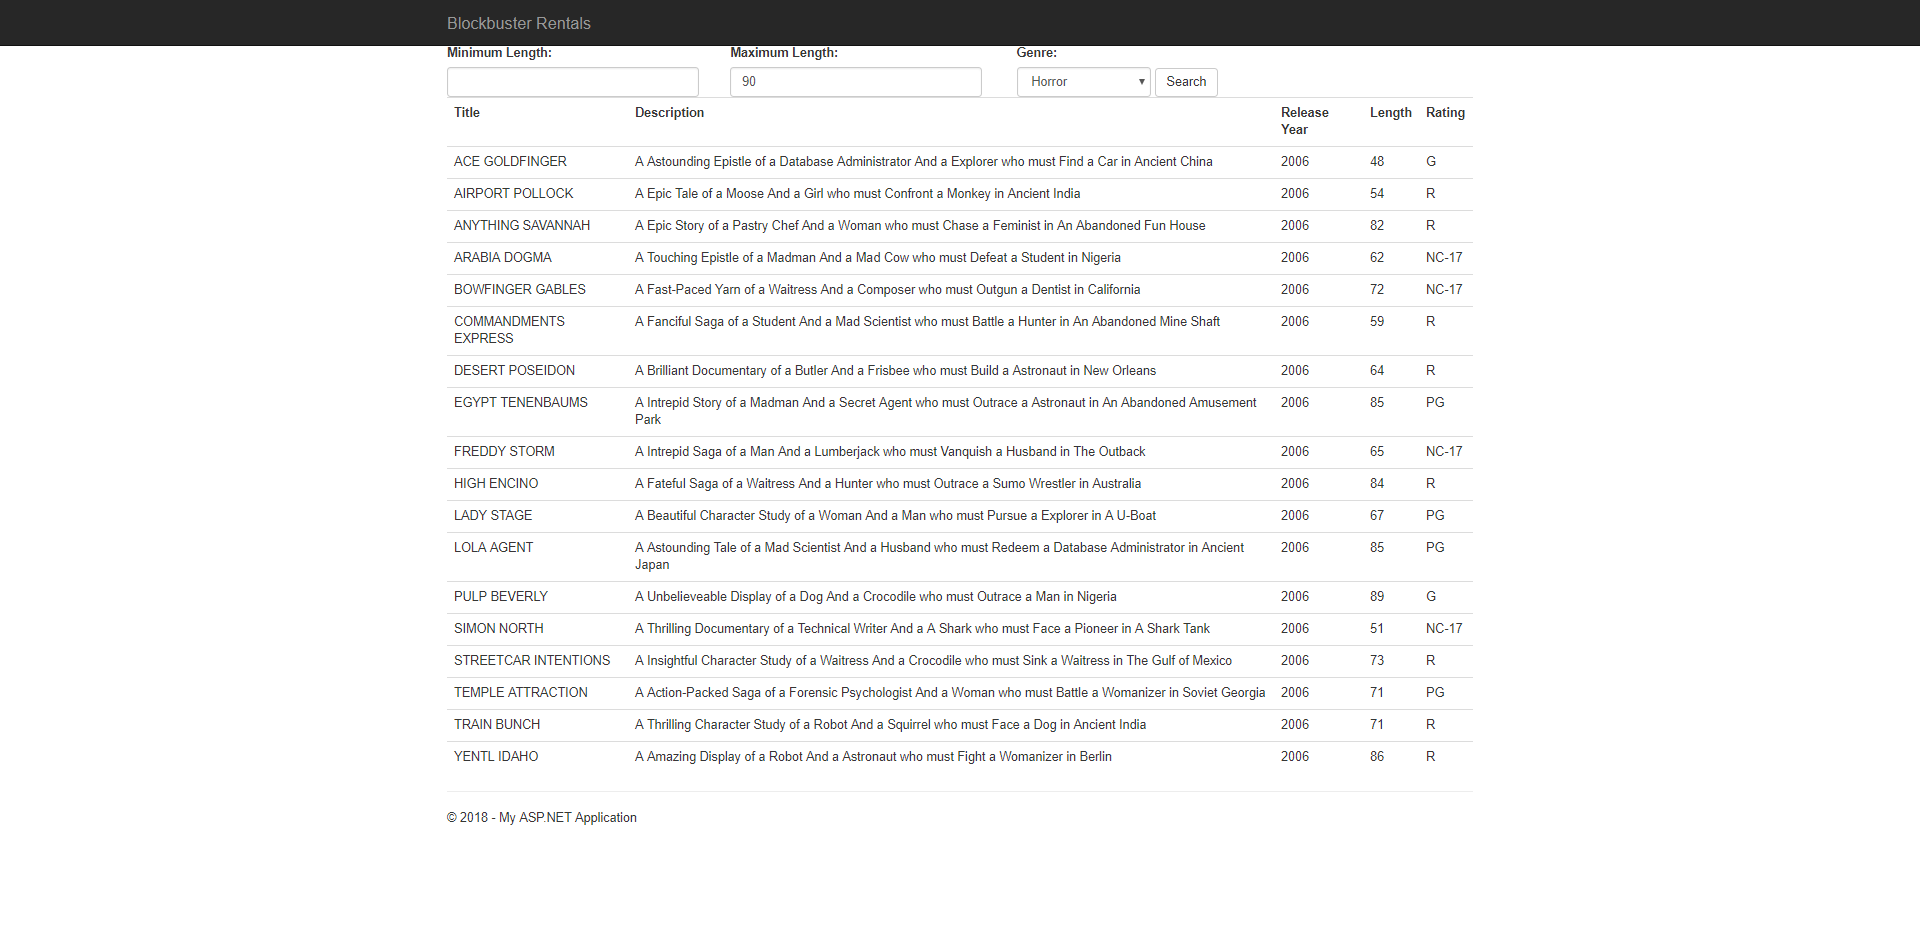 Blockbuster Rentals
Minimum Length: Maximum Length: Genre:
90 Horror Search
Title Description Release Length Rating
Year
ACE GOLDFINGER A Astounding Epistle of a Database Administrator And a Explorer who must Find a Car in Ancient China 2006 48 G
AIRPORT POLLOCK A Epic Tale of a Moose And a Girl who must Confront a Monkey in Ancient India 2006 54 R
ANYTHING SAVANNAH A Epic Story of a Pastry Chef And a Woman who must Chase a Feminist in An Abandoned Fun House 2006 82 R
ARABIA DOGMA A Touching Epistle of a Madman And a Mad Cow who must Defeat a Student in Nigeria 2006 62 NC-17
BOWFINGER GABLES A Fast-Paced Yarn of a Waitress And a Composer who must Outgun a Dentist in California 2006 72 NC-17
COMMANDMENTS A Fanciful Saga of a Student And a Mad Scientist who must Battle a Hunter in An Abandoned Mine Shaft 2006 59 R
EXPRESS
DESERT POSEIDON A Brilliant Documentary of a Butler And a Frisbee who must Build a Astronaut in New Orleans 2006 64 R
EGYPT TENENBAUMS A Intrepid Story of a Madman And a Secret Agent who must Outrace a Astronaut in An Abandoned Amusement 2006 85 PG
Park
FREDDY STORM A Intrepid Saga of a Man And a Lumberjack who must Vanquish a Husband in The Outback 2006 65 NC-17
HIGH ENCINO A Fateful Saga of a Waitress And a Hunter who must Outrace a Sumo Wrestler in Australia 2006 84 R
LADY STAGE A Beautiful Character Study of a Woman And a Man who must Pursue a Explorer in A U-Boat 2006 67 PG
LOLA AGENT A Astounding Tale of a Mad Scientist And a Husband who must Redeem a Database Administrator in Ancient 2006 85 PG
Japan
PULP BEVERLY A Unbelieveable Display of a Dog And a Crocodile who must Outrace a Man in Nigeria 2006 89 G
SIMON NORTH A Thrilling Documentary of a Technical Writer And a A Shark who must Face a Pioneer in A Shark Tank 2006 51 NC-17
STREETCAR INTENTIONS A Insightful Character Study of a Waitress And a Crocodile who must Sink a Waitress in The Gulf of Mexico 2006 73 R
TEMPLE ATTRACTION A Action-Packed Saga of a Forensic Psychologist And a Woman who must Battle a Womanizer in Soviet Georgia 2006 71 PG
TRAIN BUNCH A Thrilling Character Study of a Robot And a Squirrel who must Face a Dog in Ancient India 2006 71 R
YENTL IDAHO A Amazing Display of a Robot And a Astronaut who must Fight a Womanizer in Berlin 2006 86 R
© 2018 - My ASP.NET Application